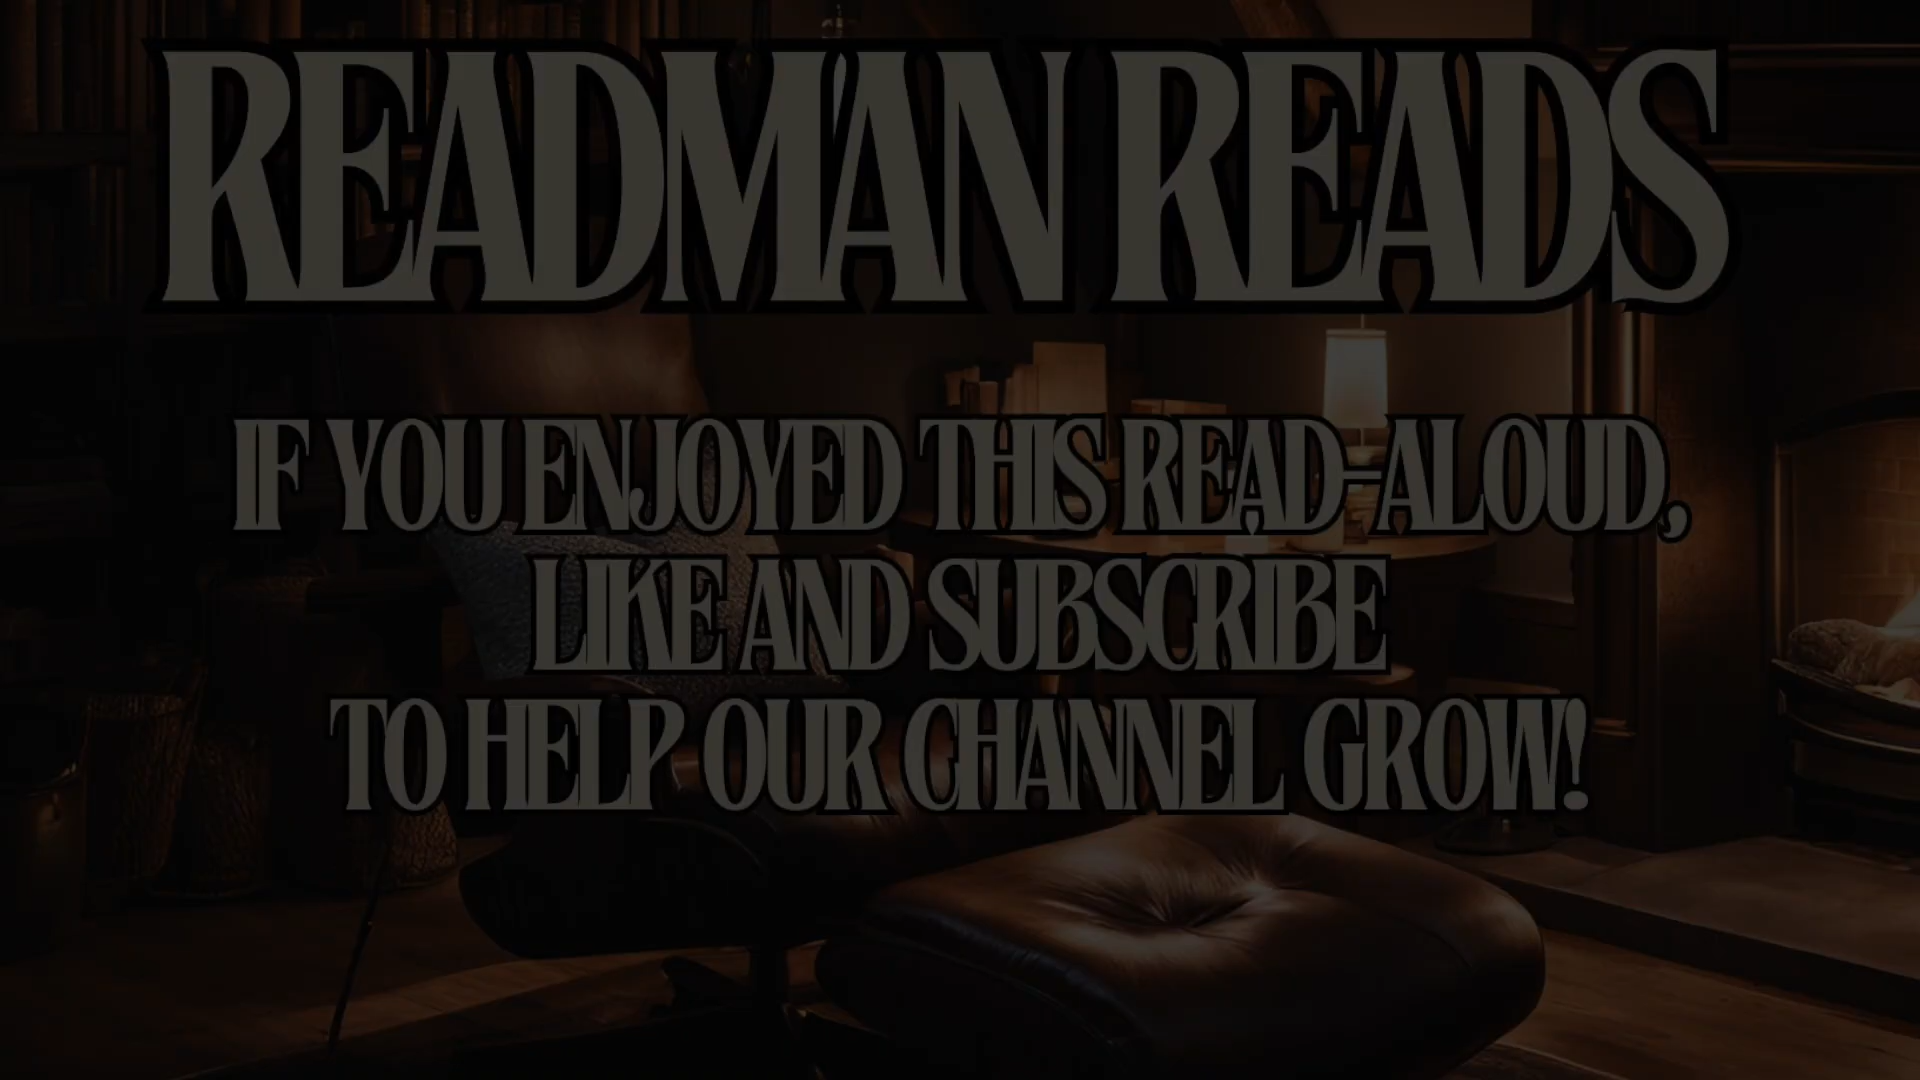 READMAN READS
IF YOU ENJOYED THIS READ-ALOUD,
LIKE AND SUBSCRIBE
TO HELP OUR CHANNEL GROW!